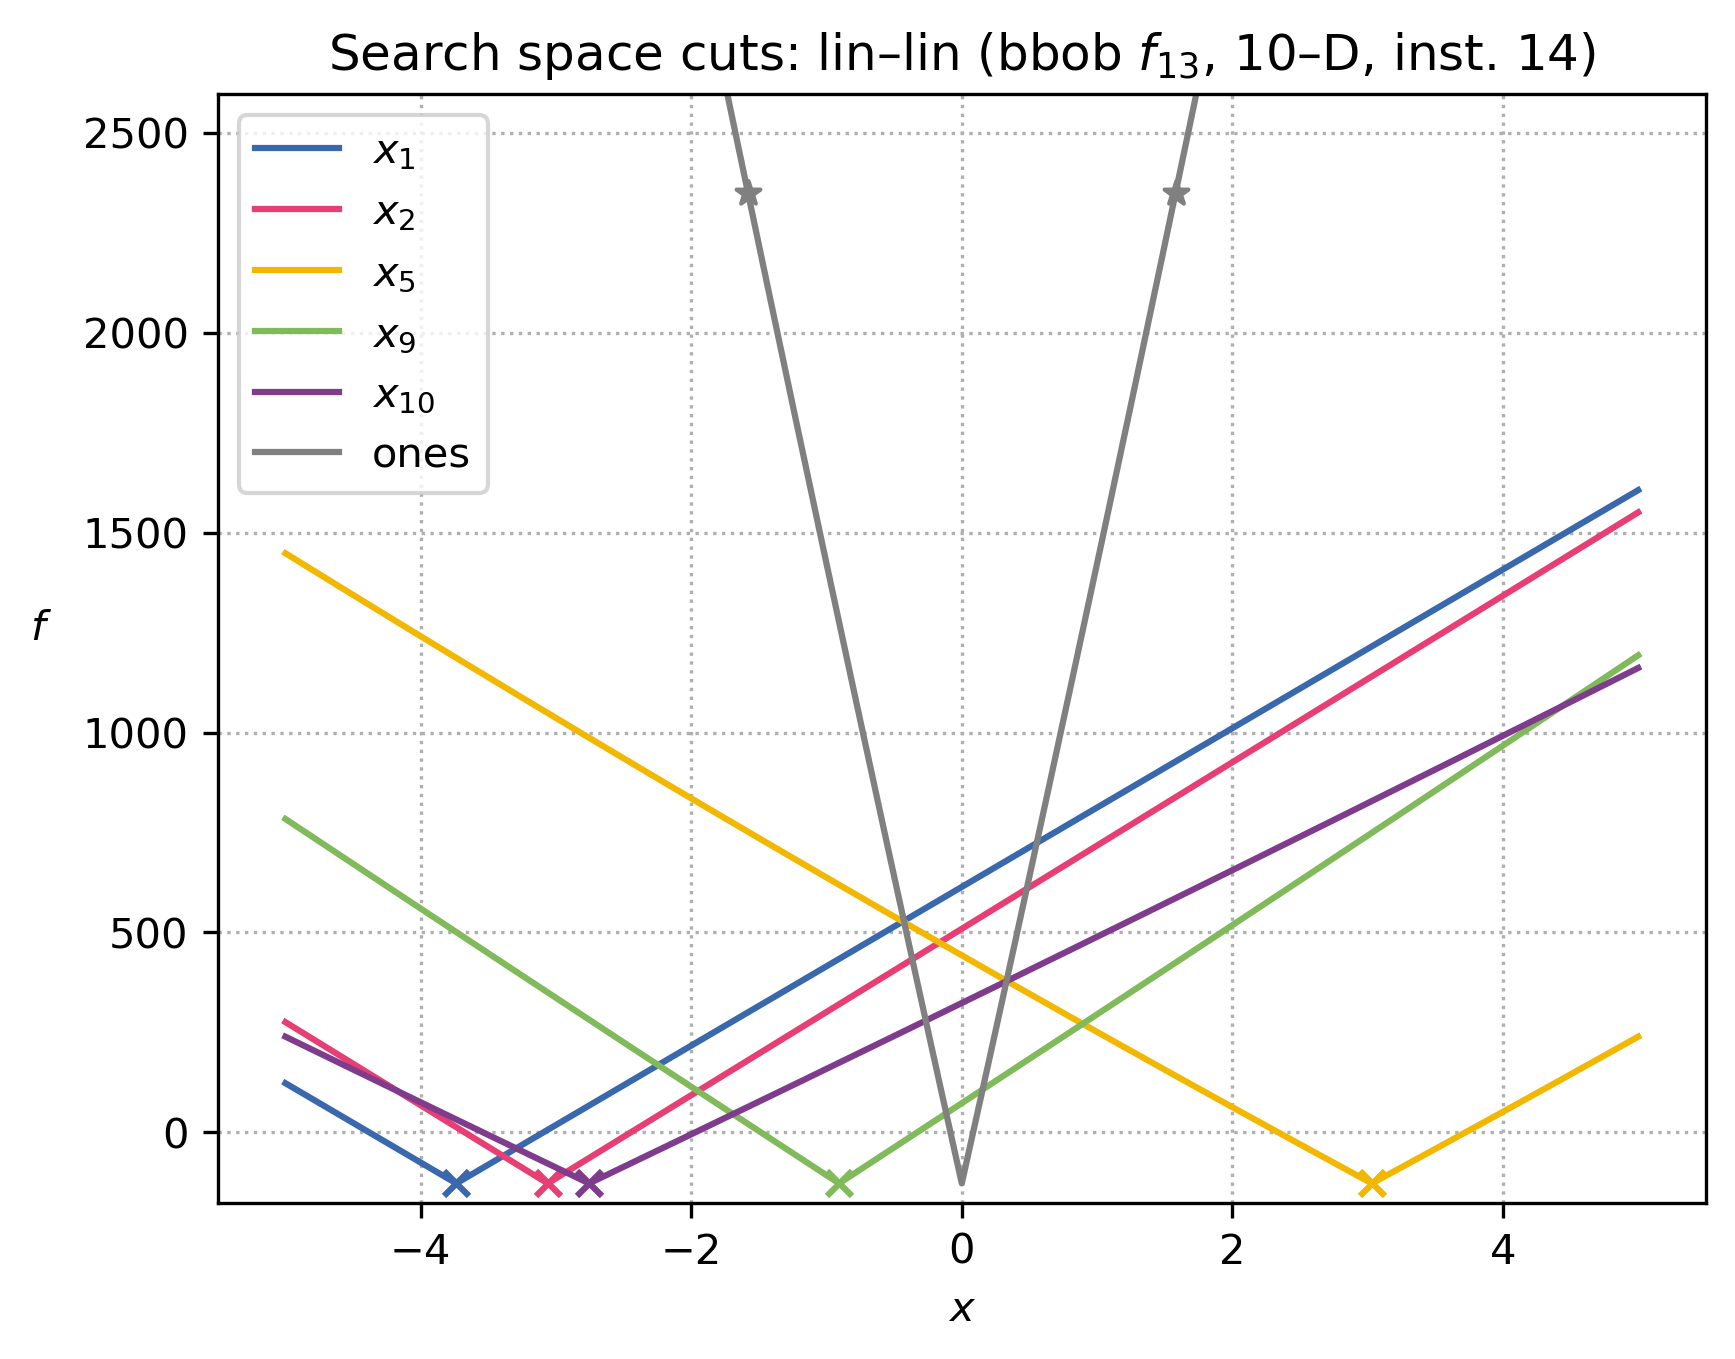 Search space cuts: lin–lin (bbob f₁₃, 10–D, inst. 14)
2500
2000
1500
1000
500
0
f
x₁
x₂
x₅
x₉
x₁₀
ones
−4 −2 0 2 4
x